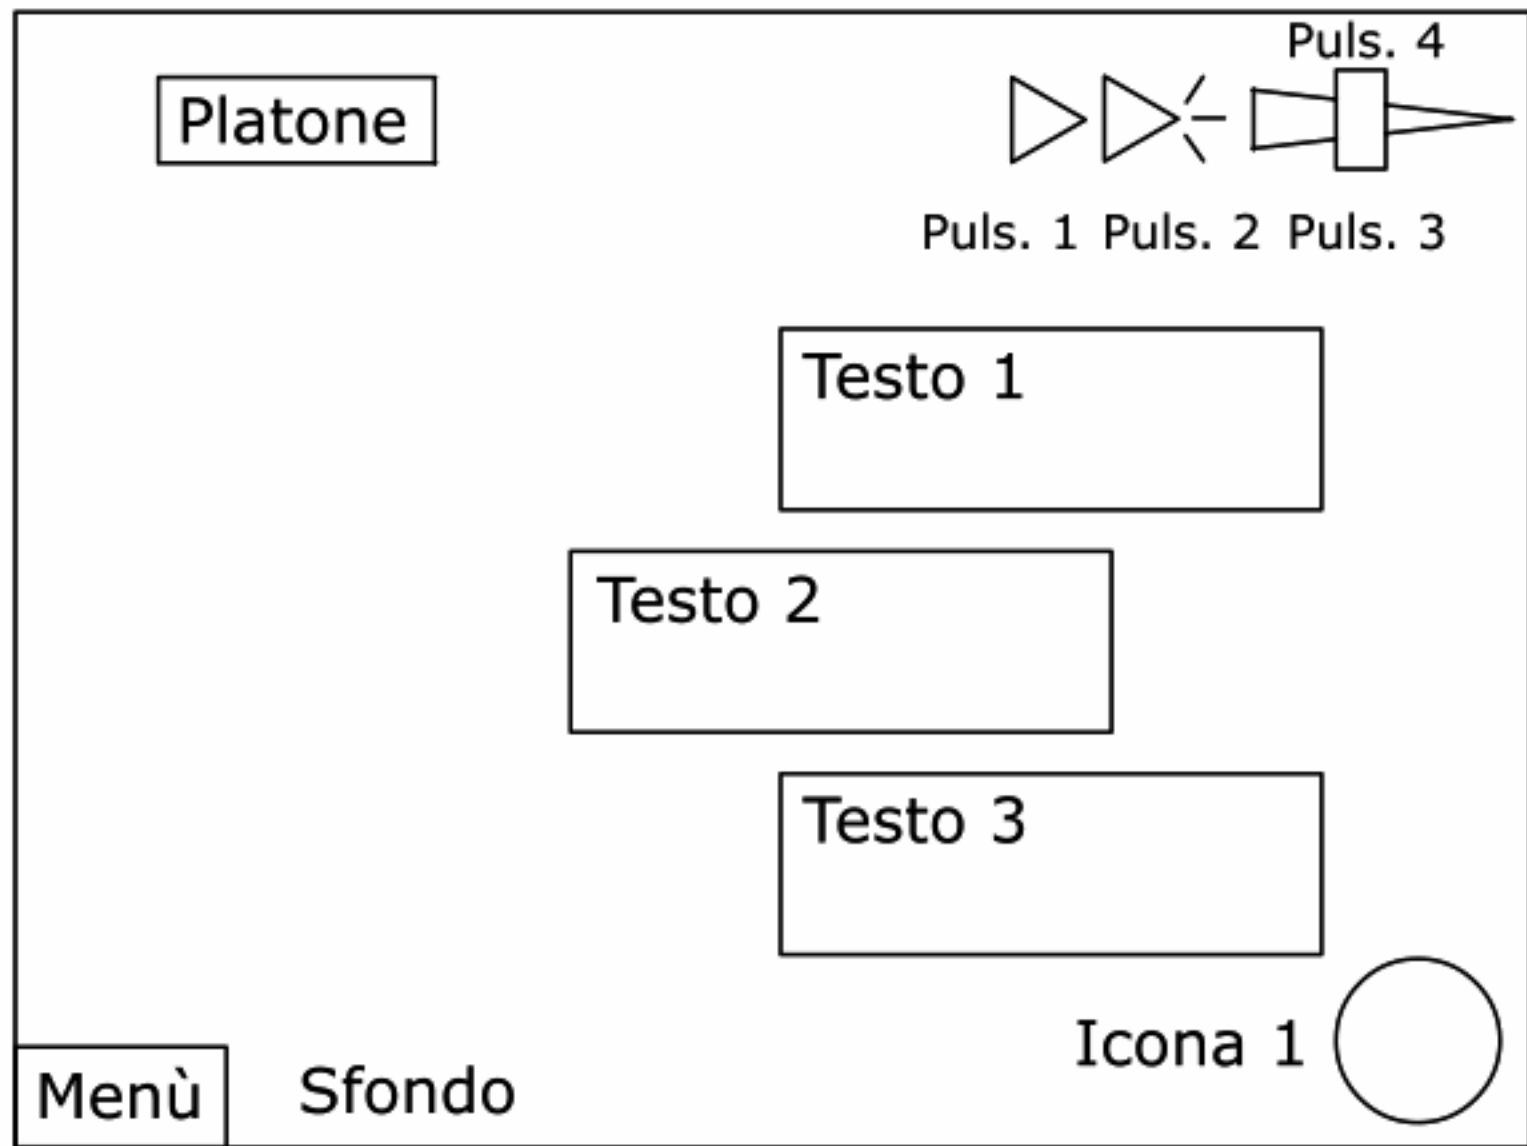 Puls. 4
Platone
Puls. 1 Puls. 2 Puls. 3
Testo 1
Testo 2
Testo 3
Icona 1
Menù
Sfondo